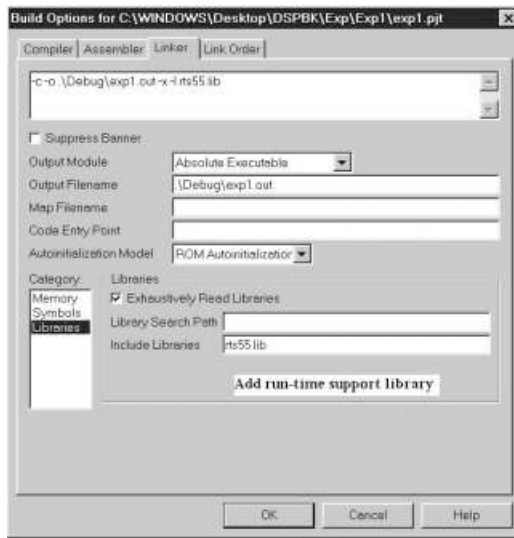 Build Options for C:\WINDOWS\Desktop\DSPBK\Exp\Exp1\exp1.pjt
Compiler Assembler Linker Link Order
-c -o .\Debug\exp1.out -x -l rts55.lib
Suppress Banner
Output Module Absolute Executable
Output Filename .\Debug\exp1.out
Map Filename
Code Entry Point
Autoinitialization Model ROM Autoinitialization
Category: Libraries
Memory
Symbols
Libraries
Exhaustively Read Libraries
Library Search Path
Include Libraries rts55.lib
Add run-time support library
OK Cancel Help